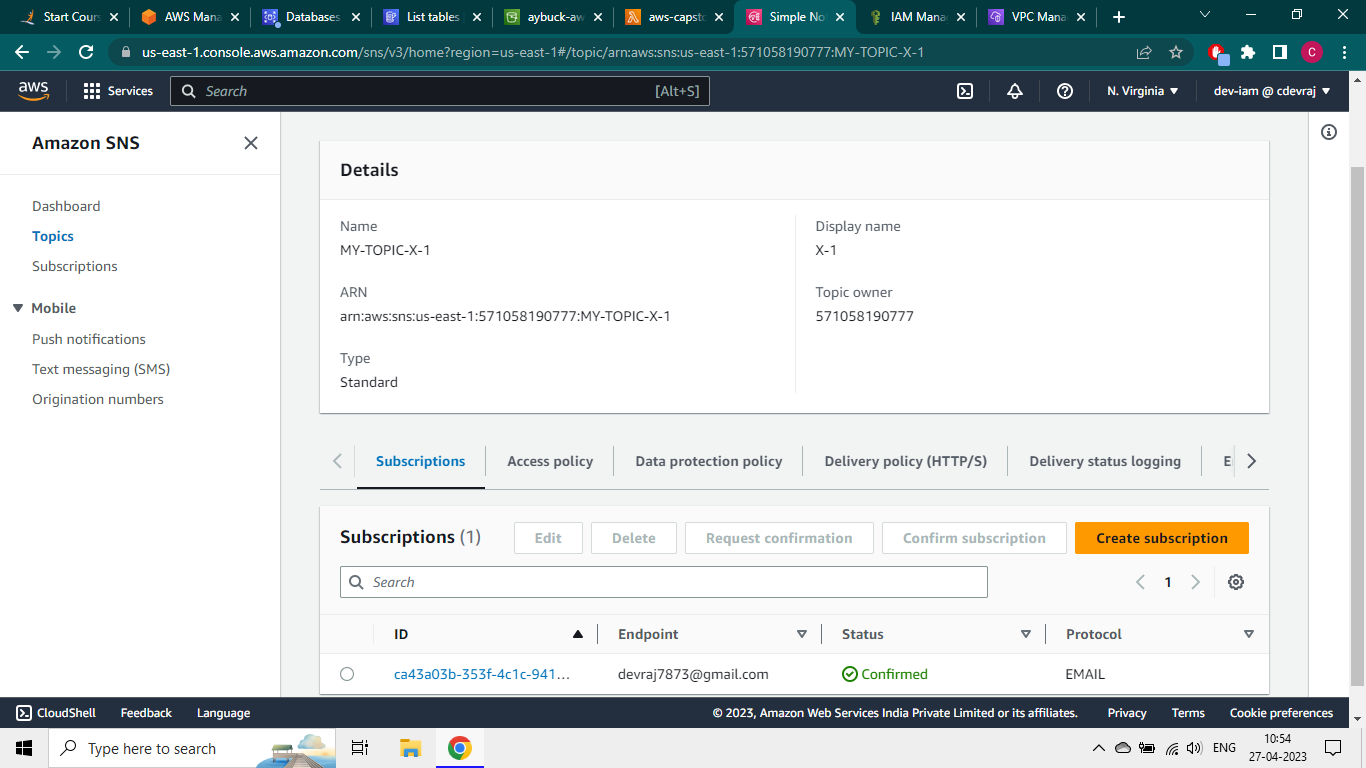 Start Cours
AWS Mana
Databases
List tables
aybuck-aw
aws-capsto
Simple No
IAM Mana
VPC Mana
us-east-1.console.aws.amazon.com/sns/v3/home?region=us-east-1#/topic/arn:aws:sns:us-east-1:571058190777:MY-TOPIC-X-1
C
aws
Services
Search
[Alt+S]
N. Virginia
dev-iam @ cdevraj
Amazon SNS
Dashboard
Topics
Subscriptions
Mobile
Push notifications
Text messaging (SMS)
Origination numbers
Details
Name
MY-TOPIC-X-1
ARN
arn:aws:sns:us-east-1:571058190777:MY-TOPIC-X-1
Type
Standard
Display name
X-1
Topic owner
571058190777
Subscriptions
Access policy
Data protection policy
Delivery policy (HTTP/S)
Delivery status logging
E
Subscriptions (1)
Edit
Delete
Request confirmation
Confirm subscription
Create subscription
Search
1
ID
Endpoint
Status
Protocol
ca43a03b-353f-4c1c-941...
devraj7873@gmail.com
Confirmed
EMAIL
CloudShell
Feedback
Language
© 2023, Amazon Web Services India Private Limited or its affiliates.
Privacy
Terms
Cookie preferences
Type here to search
ENG
10:54
27-04-2023